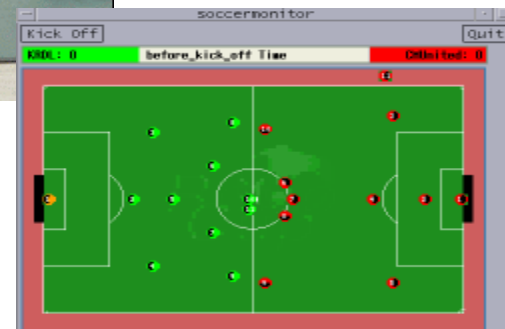 soccermonitor
Kick Off
Quit
KRDL: 0
before_kick_off Time
CMUnited: 0